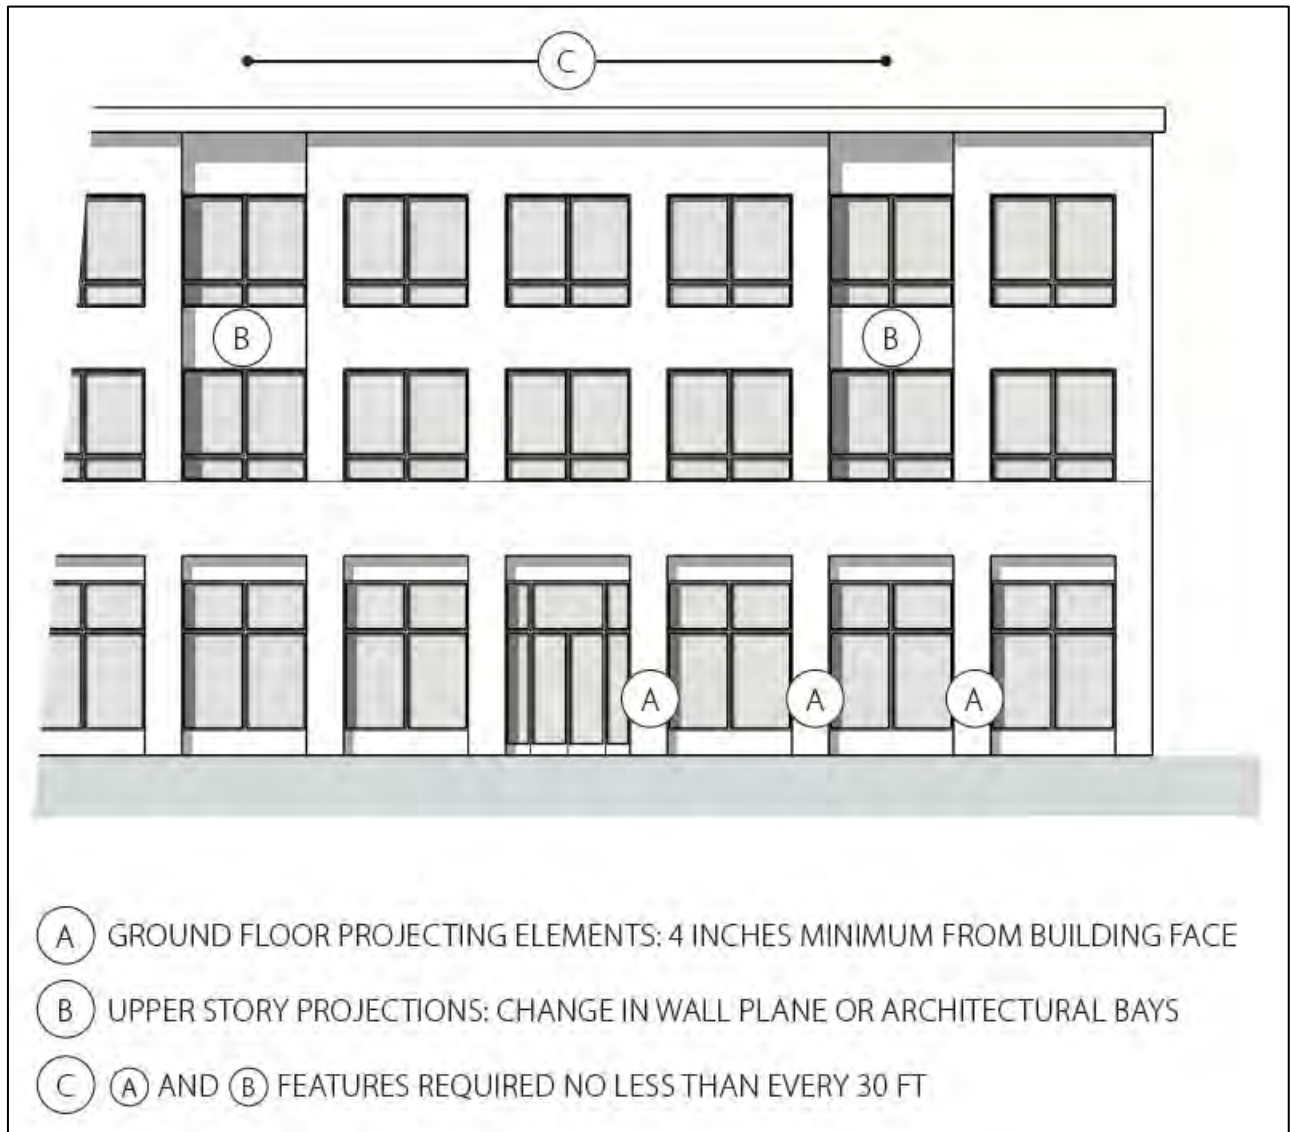 C
B B
A A A
A GROUND FLOOR PROJECTING ELEMENTS: 4 INCHES MINIMUM FROM BUILDING FACE
B UPPER STORY PROJECTIONS: CHANGE IN WALL PLANE OR ARCHITECTURAL BAYS
C A AND B FEATURES REQUIRED NO LESS THAN EVERY 30 FT